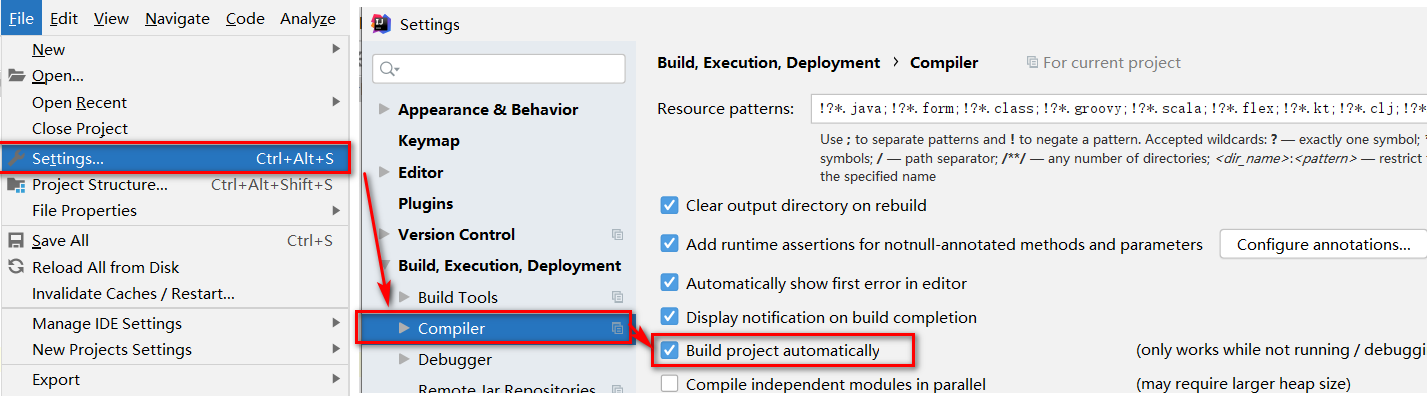 File Edit View Navigate Code Analyze
New
Open...
Open Recent
Close Project
Settings... Ctrl+Alt+S
Project Structure... Ctrl+Alt+Shift+S
File Properties
Save All Ctrl+S
Reload All from Disk
Invalidate Caches / Restart...
Manage IDE Settings
New Projects Settings
Export
Settings
Appearance & Behavior
Keymap
Editor
Plugins
Version Control
Build, Execution, Deployment
Build Tools
Compiler
Debugger
Remote Jar Repositories
Build, Execution, Deployment › Compiler For current project
Resource patterns: !?*.java;!?*.form;!?*.class;!?*.groovy;!?*.scala;!?*.flex;!?*.kt;!?*.clj;!?*
Use ; to separate patterns and ! to negate a pattern. Accepted wildcards: ? — exactly one symbol; *
symbols; / — path separator; /**/ — any number of directories; <dir_name>:<pattern> — restrict
the specified name
Clear output directory on rebuild
Add runtime assertions for notnull-annotated methods and parameters Configure annotations...
Automatically show first error in editor
Display notification on build completion
Build project automatically (only works while not running / debuggi
Compile independent modules in parallel (may require larger heap size)